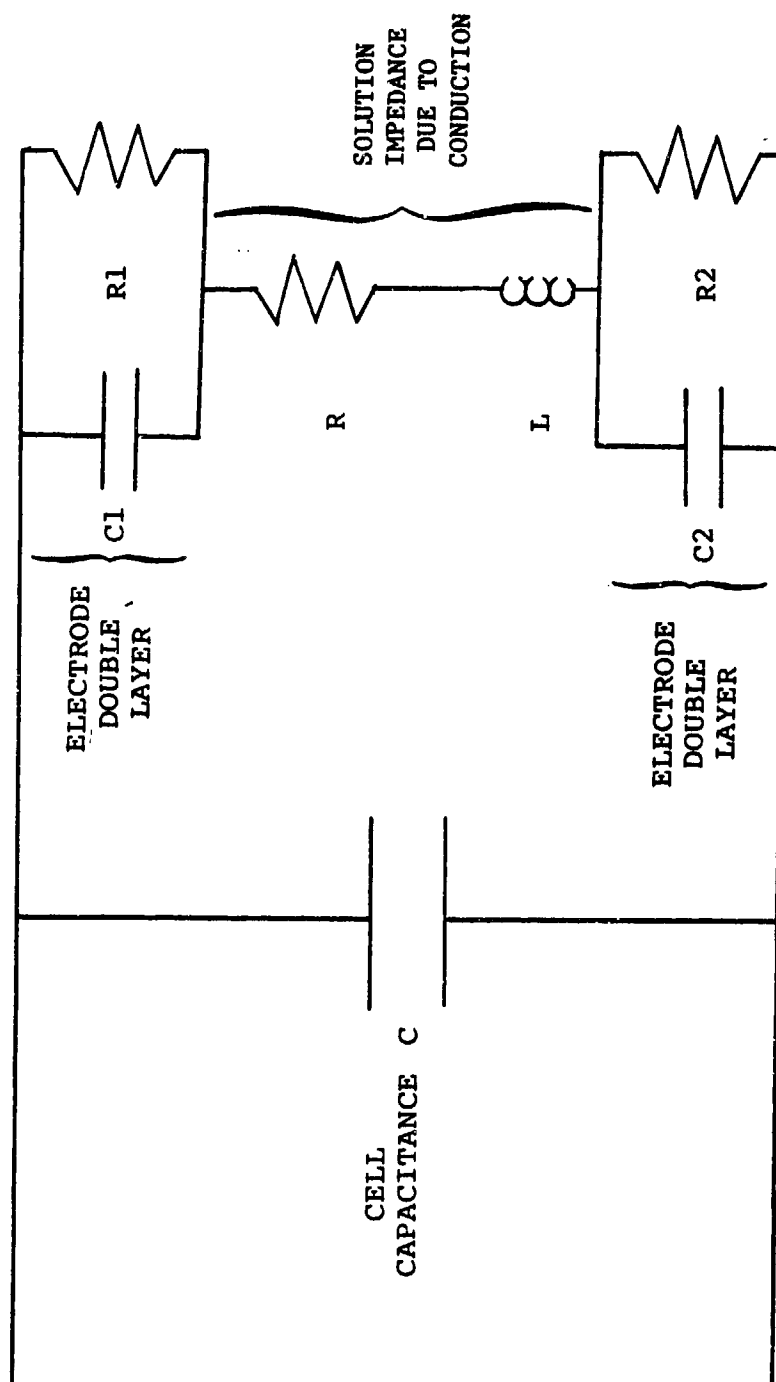 ELECTRODE
DOUBLE
LAYER
C1
R1
CELL
CAPACITANCE C
R
SOLUTION
IMPEDANCE
DUE TO
CONDUCTION
L
ELECTRODE
DOUBLE
LAYER
C2
R2